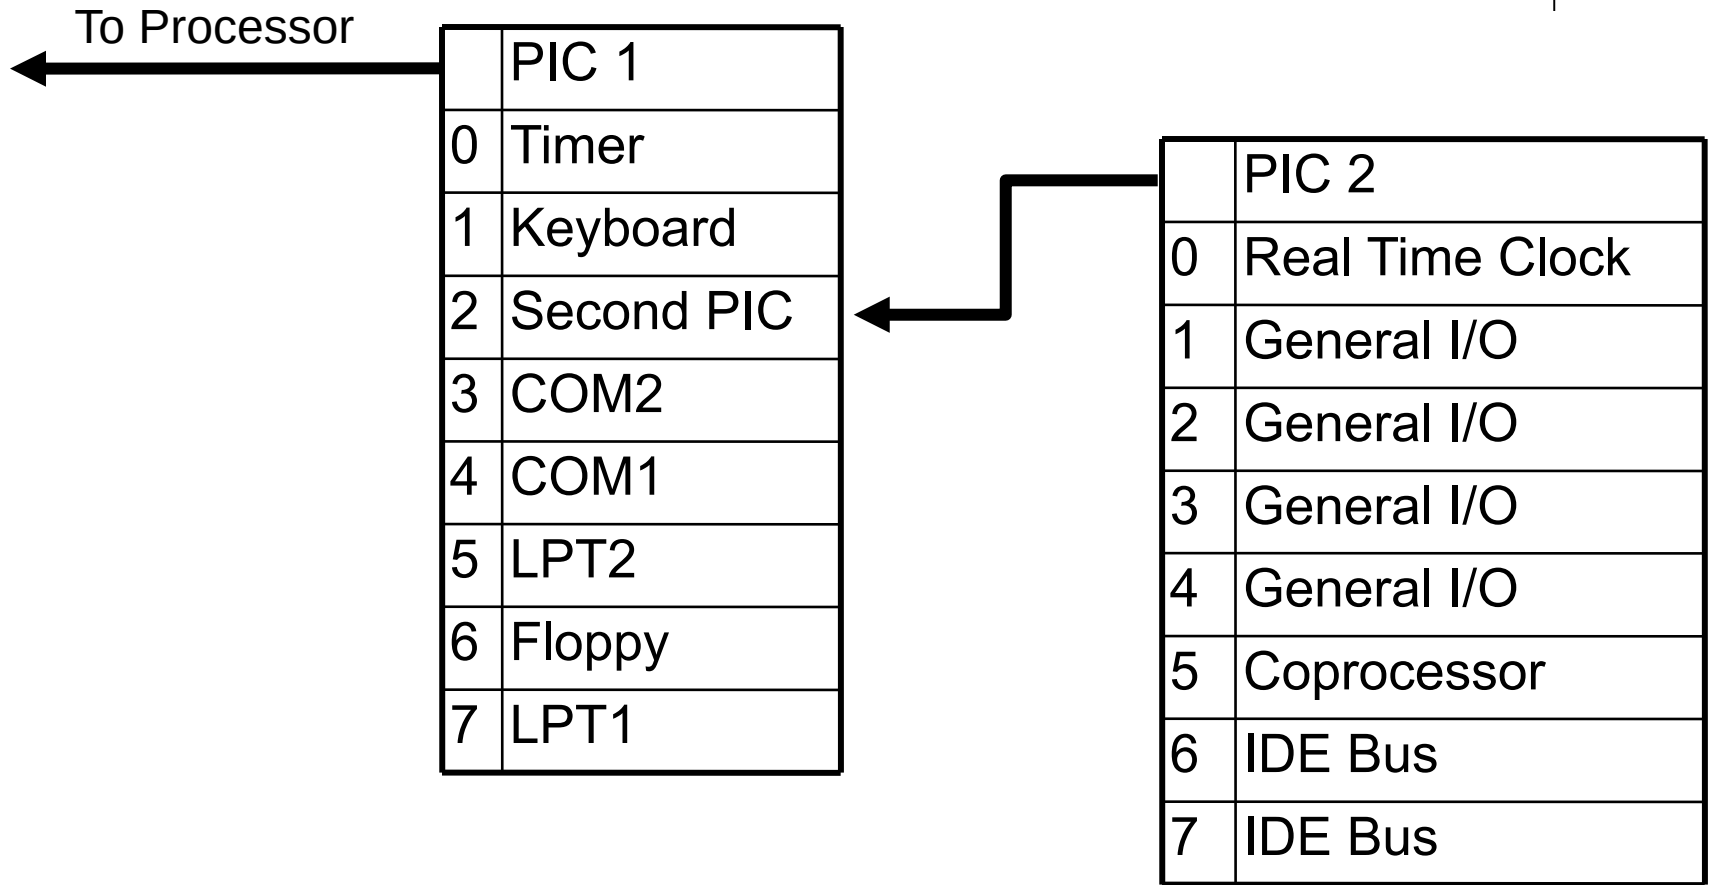 To Processor
PIC 1
0 Timer
1 Keyboard
2 Second PIC
3 COM2
4 COM1
5 LPT2
6 Floppy
7 LPT1
PIC 2
0 Real Time Clock
1 General I/O
2 General I/O
3 General I/O
4 General I/O
5 Coprocessor
6 IDE Bus
7 IDE Bus